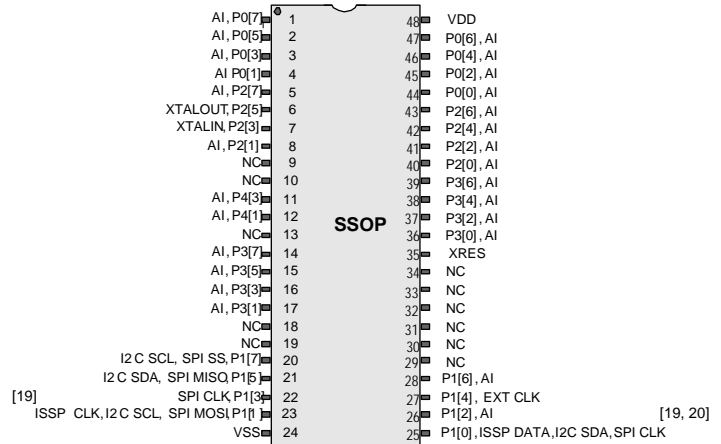 AI, P0[7] 1 48 VDD
AI, P0[5] 2 47 P0[6], AI
AI, P0[3] 3 46 P0[4], AI
AI P0[1] 4 45 P0[2], AI
AI, P2[7] 5 44 P0[0], AI
XTALOUT, P2[5] 6 43 P2[6], AI
XTALIN, P2[3] 7 42 P2[4], AI
AI, P2[1] 8 41 P2[2], AI
NC 9 40 P2[0], AI
NC 10 39 P3[6], AI
AI, P4[3] 11 38 P3[4], AI
AI, P4[1] 12 SSOP 37 P3[2], AI
NC 13 36 P3[0], AI
AI, P3[7] 14 35 XRES
AI, P3[5] 15 34 NC
AI, P3[3] 16 33 NC
AI, P3[1] 17 32 NC
NC 18 31 NC
NC 19 30 NC
I2C SCL, SPI SS, P1[7] 20 29 NC
I2C SDA, SPI MISO, P1[5] 21 28 P1[6], AI
[19] SPI CLK, P1[3] 22 27 P1[4], EXT CLK
ISSP CLK, I2C SCL, SPI MOSI, P1[1] 23 26 P1[2], AI [19, 20]
VSS 24 25 P1[0], ISSP DATA, I2C SDA, SPI CLK